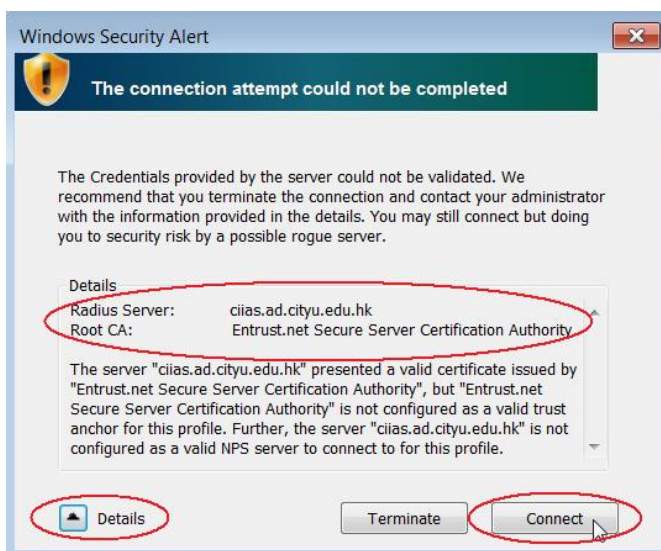 Windows Security Alert
The connection attempt could not be completed
The Credentials provided by the server could not be validated. We
recommend that you terminate the connection and contact your administrator
with the information provided in the details. You may still connect but doing
you to security risk by a possible rogue server.
Details
Radius Server: ciias.ad.cityu.edu.hk
Root CA: Entrust.net Secure Server Certification Authority
The server "ciias.ad.cityu.edu.hk" presented a valid certificate issued by
"Entrust.net Secure Server Certification Authority", but "Entrust.net
Secure Server Certification Authority" is not configured as a valid trust
anchor for this profile. Further, the server "ciias.ad.cityu.edu.hk" is not
configured as a valid NPS server to connect to for this profile.
Details Terminate Connect